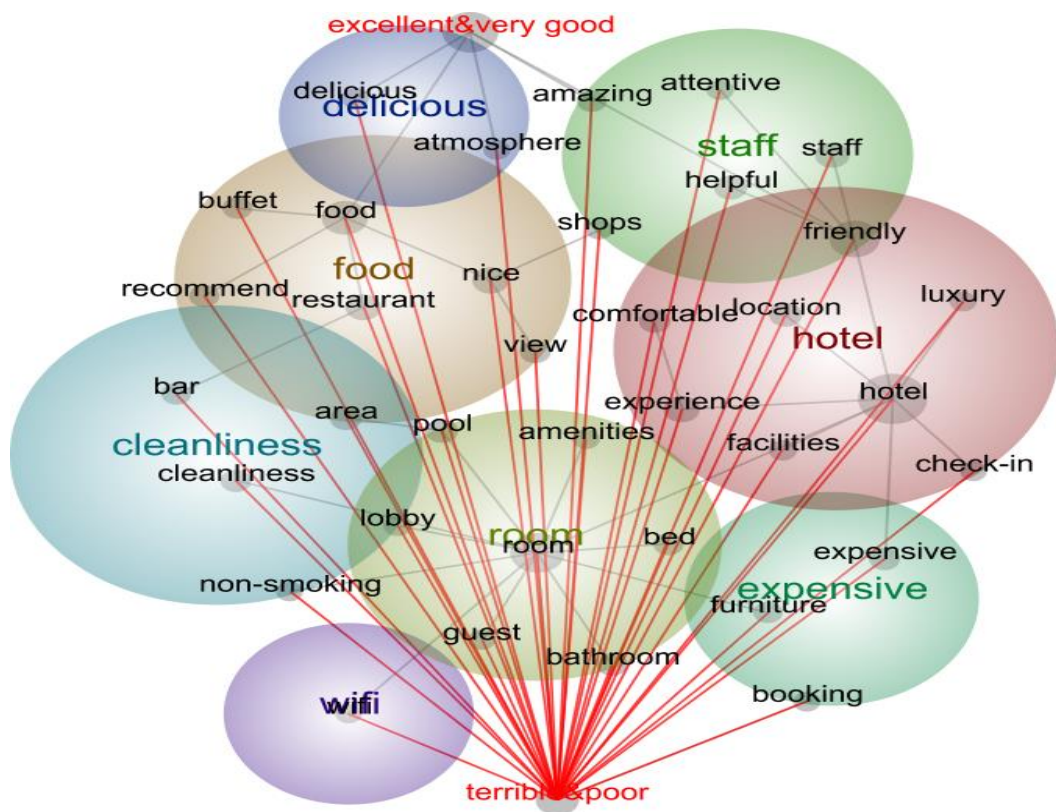 excellent&very good
delicious
delicious
amazing
attentive
staff
staff
atmosphere
helpful
buffet
food
shops
friendly
food
nice
recommend
restaurant
comfortable
location
luxury
hotel
view
bar
area
pool
experience
hotel
amenities
facilities
cleanliness
cleanliness
check-in
lobby
room
room
bed
expensive
non-smoking
expensive
furniture
guest
bathroom
booking
wifi
wifi
terrible&poor